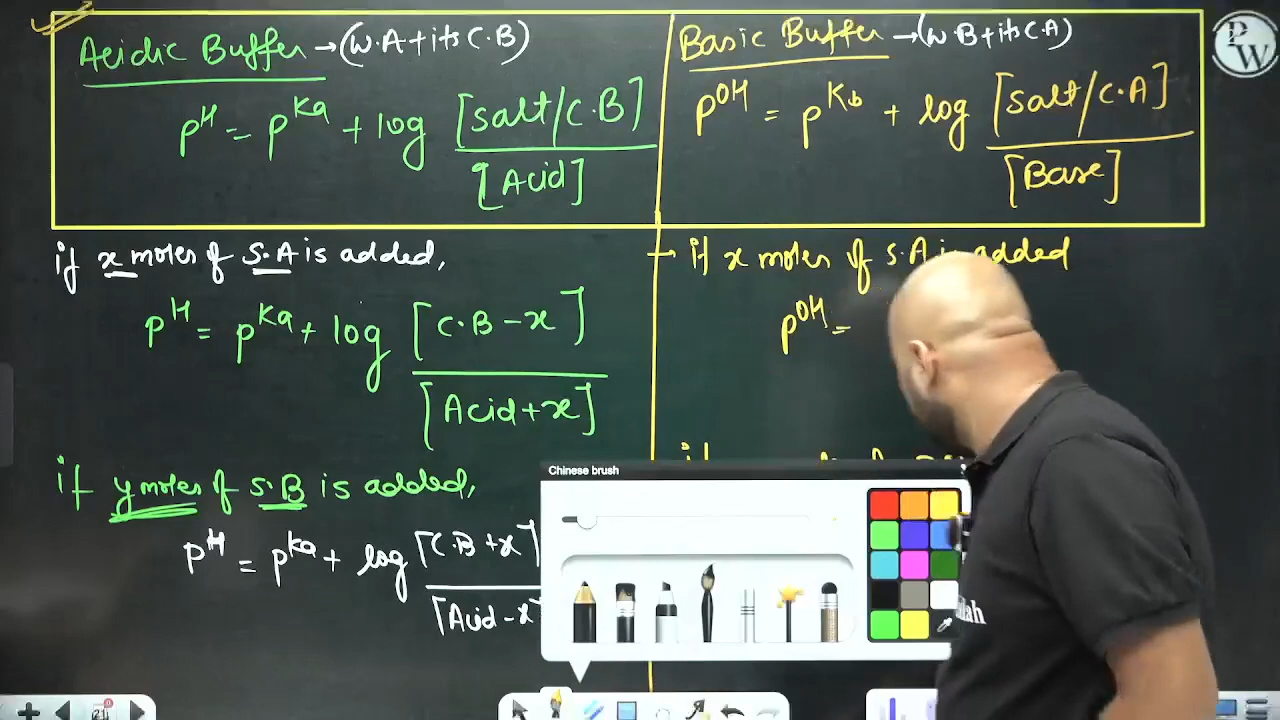 Acidic Buffer → (W.A + its C.B)
pH = pKa + log [Salt/C.B] / [Acid]
Basic Buffer → (W.B + its C.A)
pOH = pKb + log [Salt/C.A] / [Base]
PW
if x moles of S.A is added,
pH = pKa + log [C.B - x] / [Acid + x]
if y moles of S.B is added,
pH = pKa + log [C.B + x] / [Acid - x]
→ if x moles of S.A is added
pOH =
Chinese brush